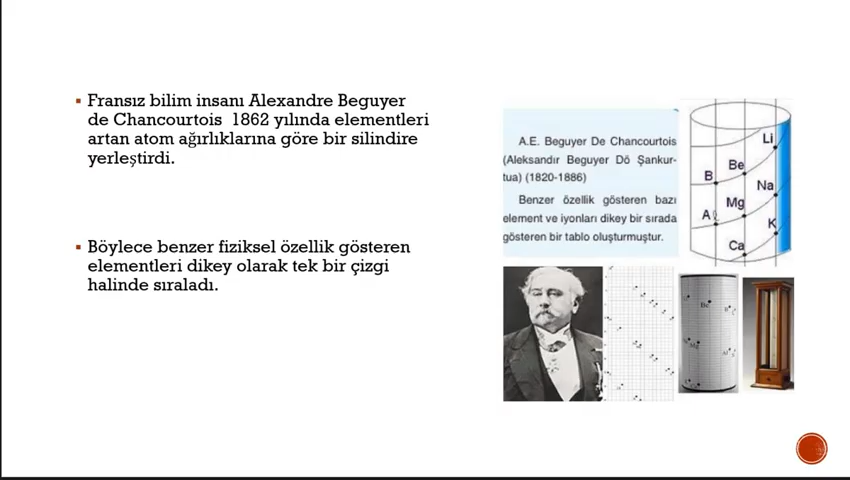 Fransız bilim insanı Alexandre Beguyer
de Chancourtois 1862 yılında elementleri
artan atom ağırlıklarına göre bir silindire
yerleştirdi.
Böylece benzer fiziksel özellik gösteren
elementleri dikey olarak tek bir çizgi
halinde sıraladı.
A.E. Beguyer De Chancourtois
(Aleksandır Beguyer Dö Şankur-
tua) (1820-1886)
Benzer özellik gösteren bazı
element ve iyonları dikey bir sırada
gösteren bir tablo oluşturmuştur.
Li
Be
B
Na
Mg
Al
K
Ca
Be
Mg
Al